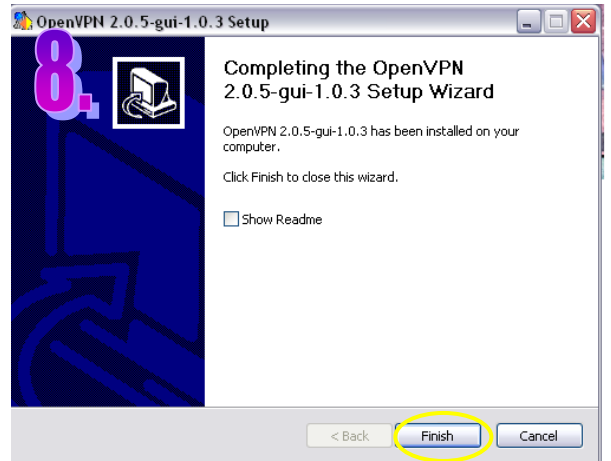 OpenVPN 2.0.5-gui-1.0.3 Setup
8.
Completing the OpenVPN
2.0.5-gui-1.0.3 Setup Wizard
OpenVPN 2.0.5-gui-1.0.3 has been installed on your
computer.
Click Finish to close this wizard.
Show Readme
< Back
Finish
Cancel